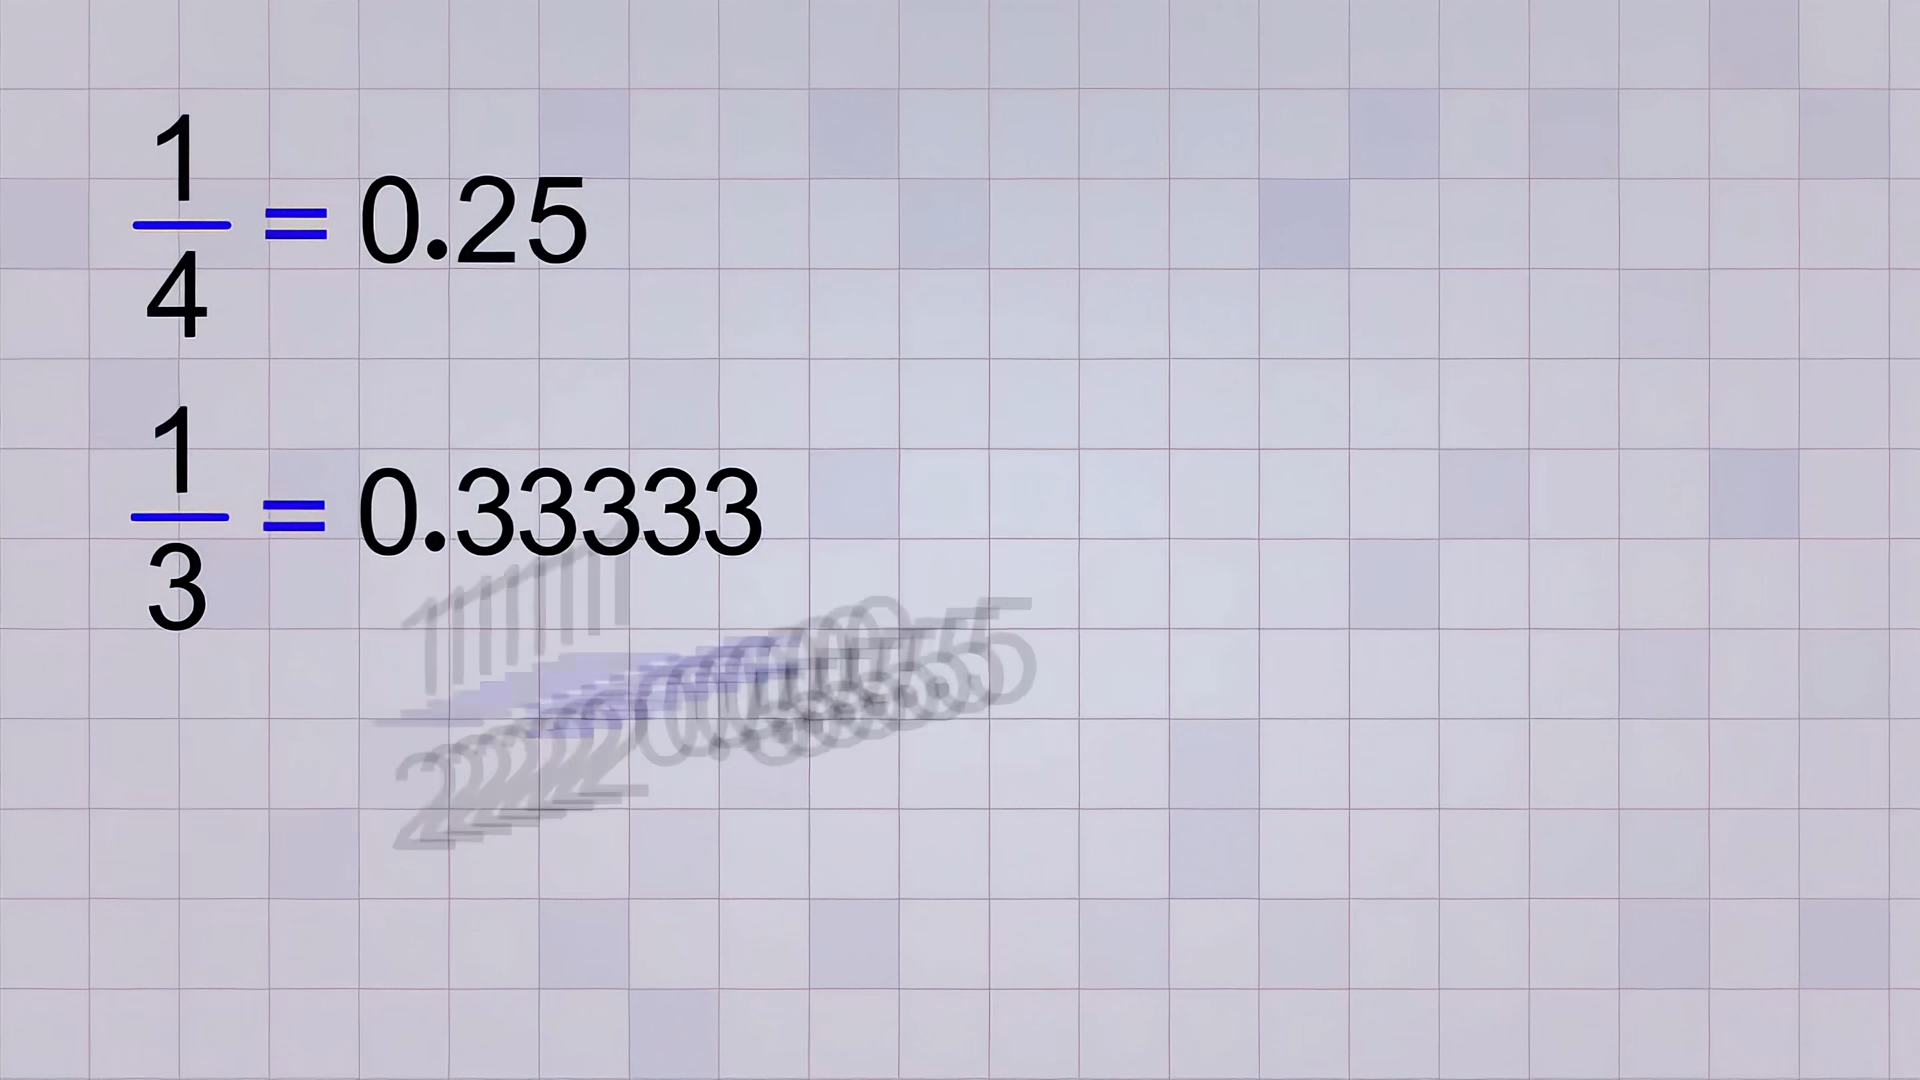 1/4 = 0.25
1/3 = 0.33333